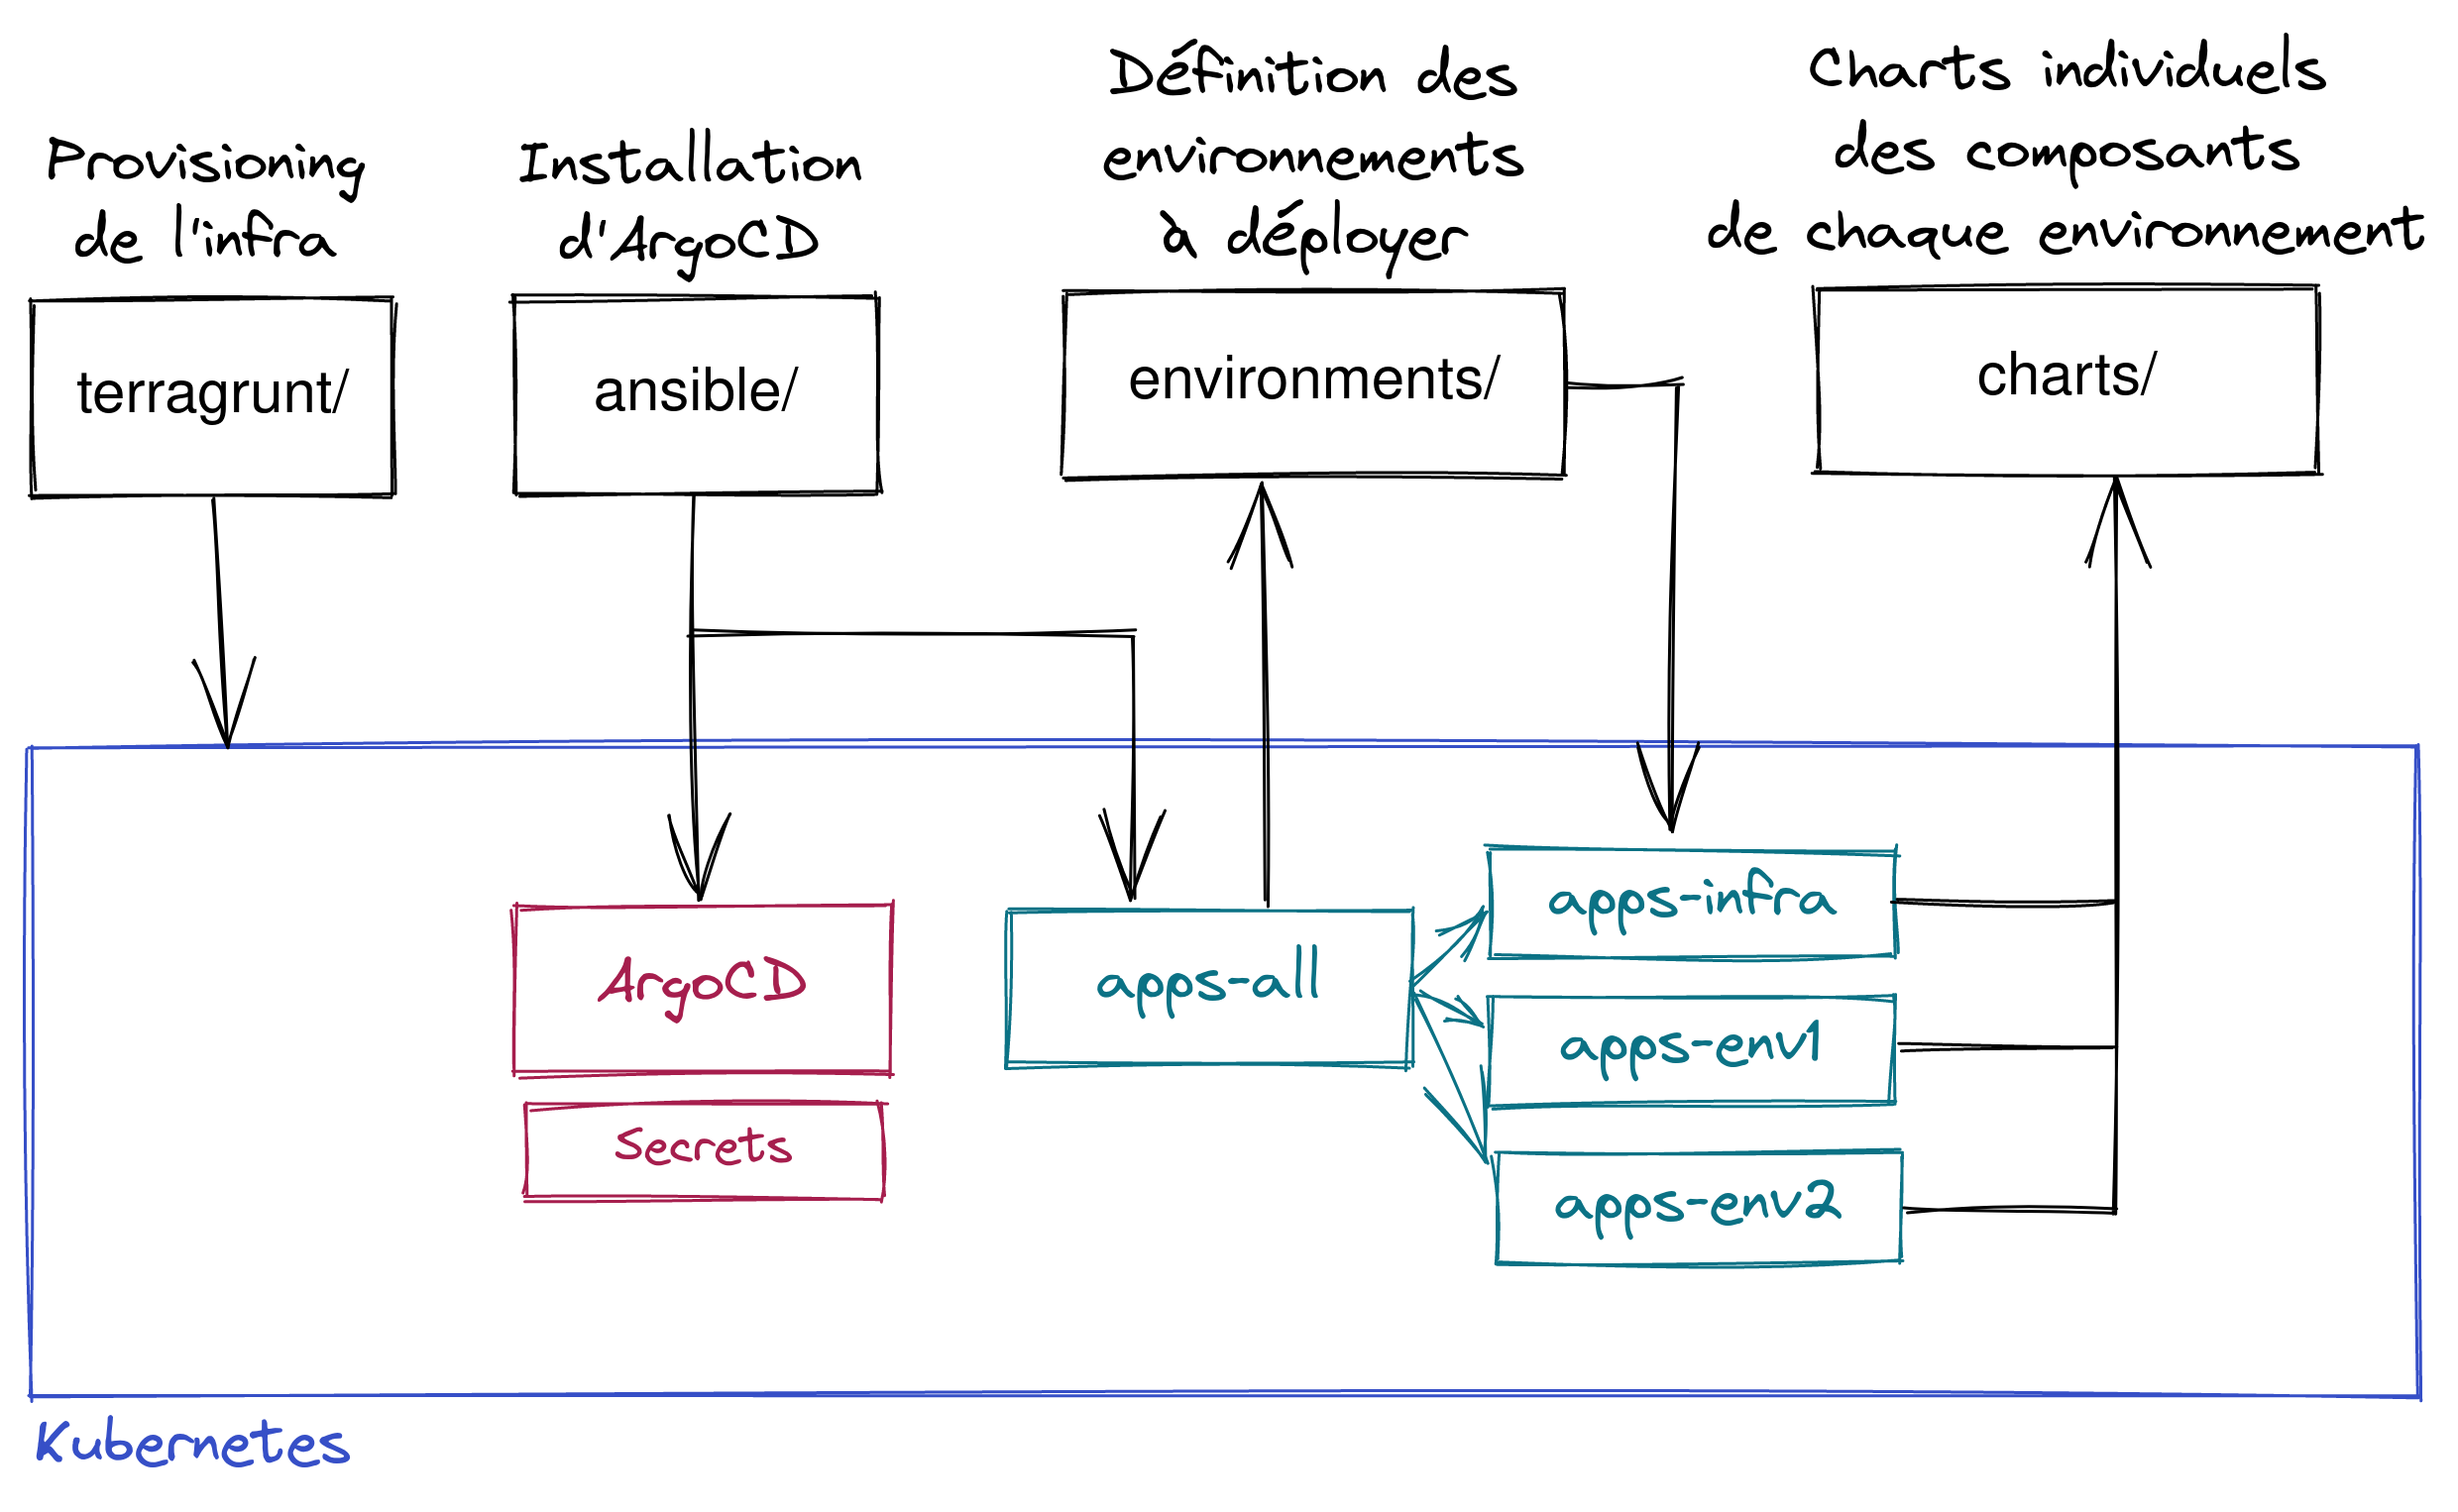 Provisioning
de l'infra
Installation
d'ArgoCD
Définition des
environnements
à déployer
Charts individuels
des composants
de chaque environnement
terragrunt/
ansible/
environments/
charts/
ArgoCD
Secrets
apps-all
apps-infra
apps-env1
apps-env2
Kubernetes